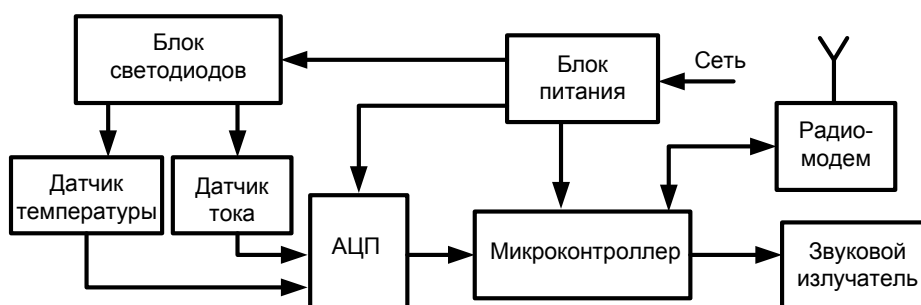 Блок
светодиодов
Блок
питания
Сеть
Радио-
модем
Датчик
температуры
Датчик
тока
АЦП
Микроконтроллер
Звуковой
излучатель